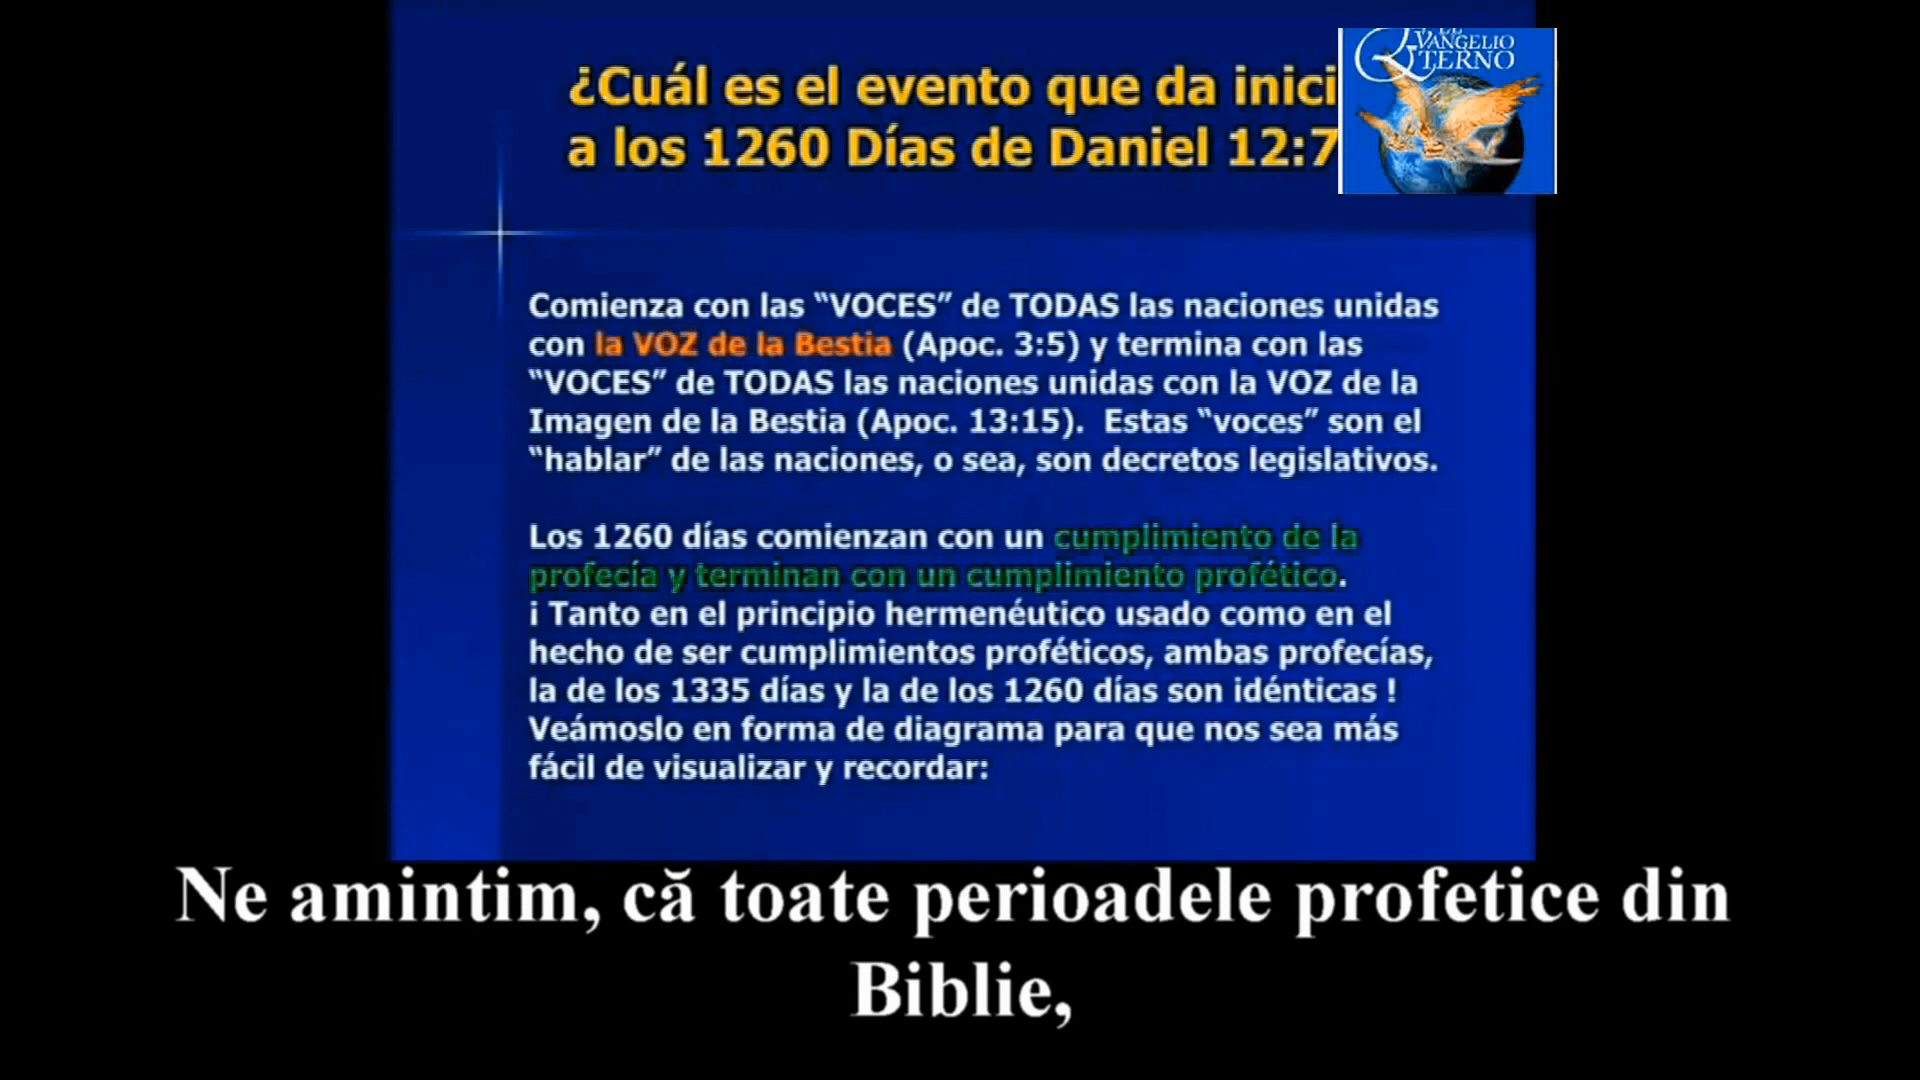 ¿Cuál es el evento que da inici
a los 1260 Días de Daniel 12:7
VANGELIO
TERNO
Comienza con las “VOCES” de TODAS las naciones unidas
con la VOZ de la Bestia (Apoc. 3:5) y termina con las
“VOCES” de TODAS las naciones unidas con la VOZ de la
Imagen de la Bestia (Apoc. 13:15). Estas “voces” son el
“hablar” de las naciones, o sea, son decretos legislativos.
Los 1260 días comienzan con un cumplimiento de la
profecía y terminan con un cumplimiento profético.
¡ Tanto en el principio hermenéutico usado como en el
hecho de ser cumplimientos proféticos, ambas profecías,
la de los 1335 días y la de los 1260 días son idénticas !
Veámoslo en forma de diagrama para que nos sea más
fácil de visualizar y recordar:
Ne amintim, că toate perioadele profetice din
Biblie,